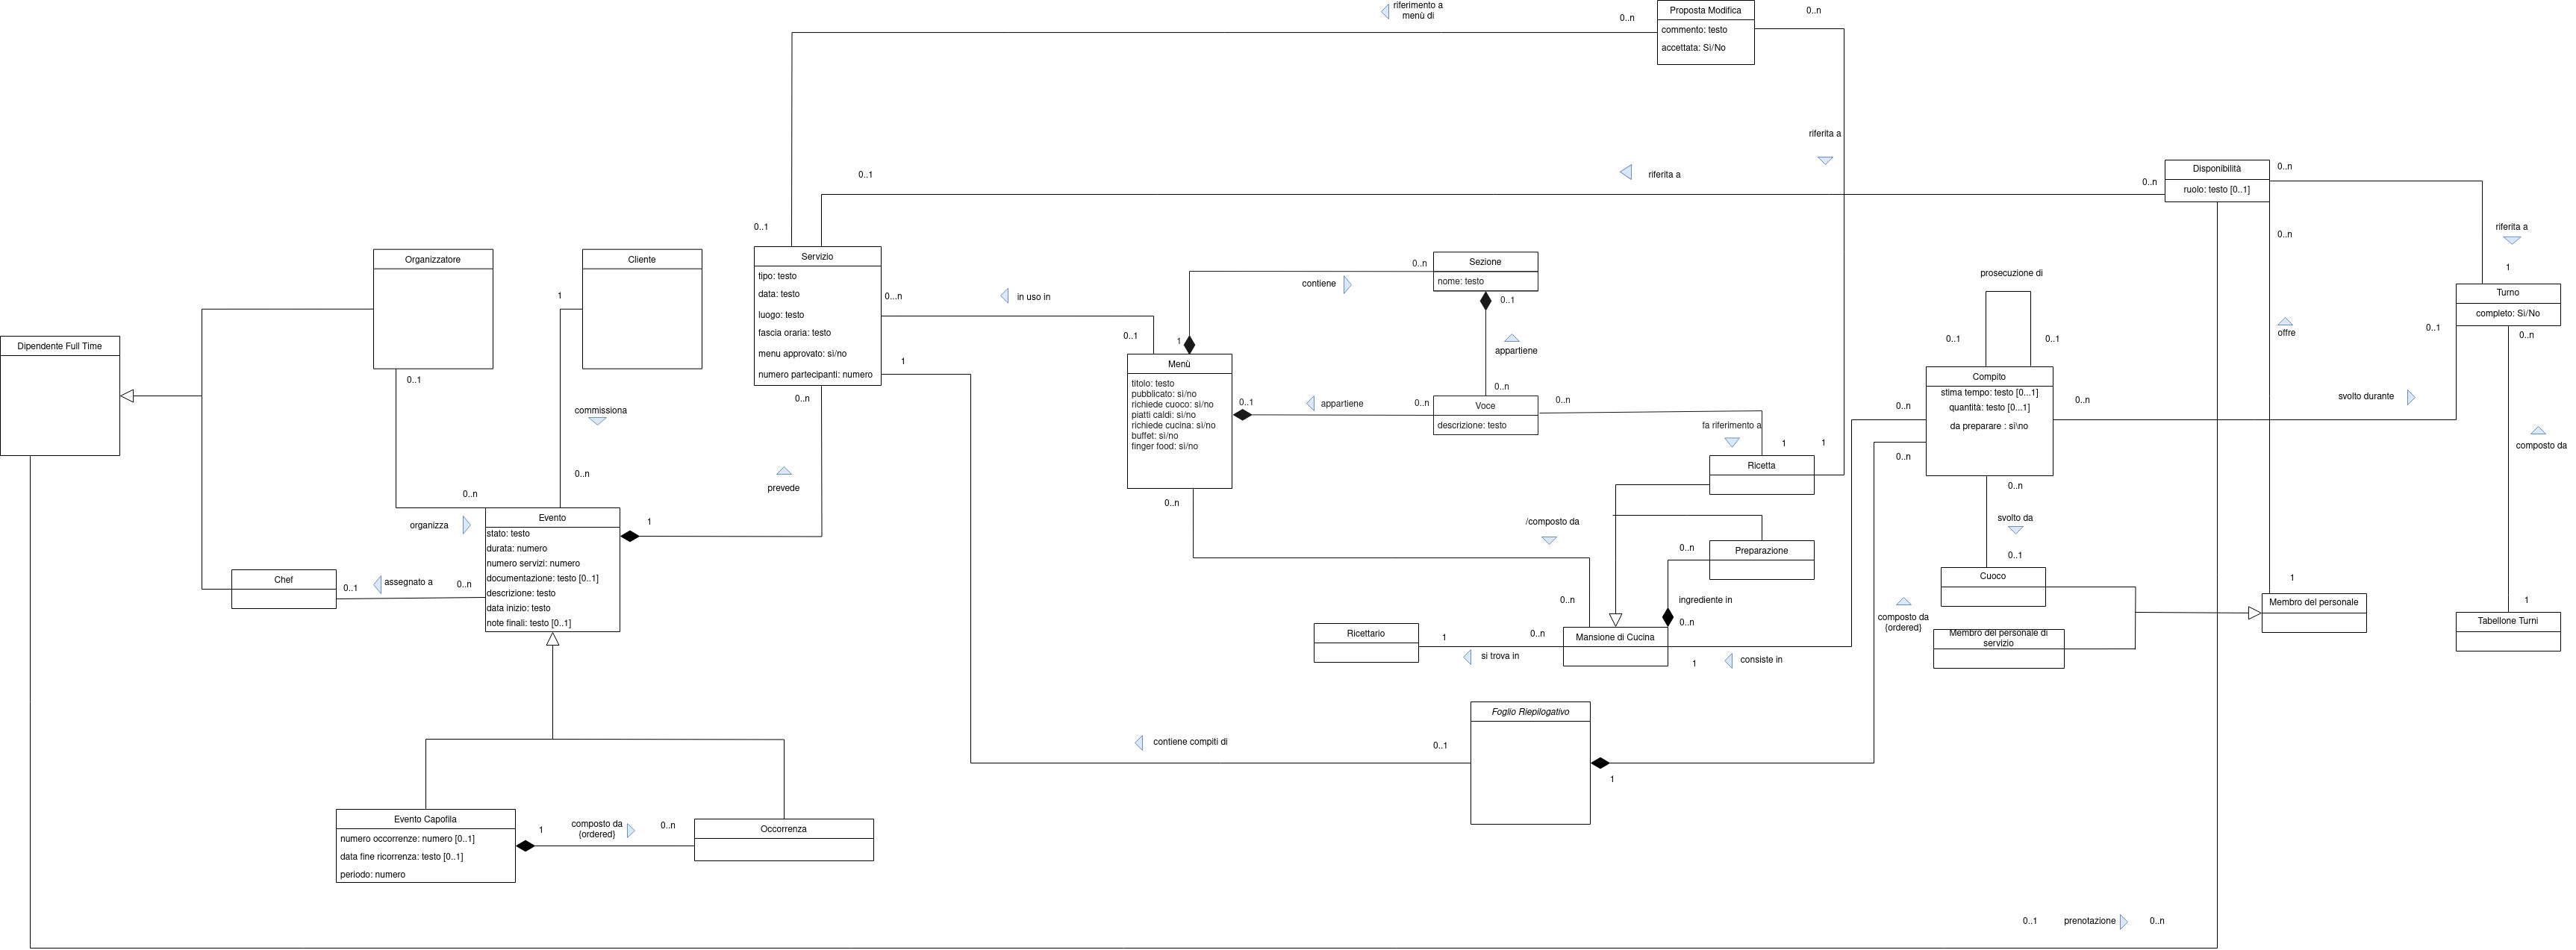 riferimento a
menù di
0..n
Proposta Modifica
commento: testo
accettata: Sì/No
0..n
riferita a
0..1
riferita a
0..n
Disponibilità
ruolo: testo [0..1]
0..n
0..1
0..n
riferita a
1
Organizzatore
Cliente
1
Servizio
tipo: testo
data: testo
luogo: testo
fascia oraria: testo
menu approvato: sì/no
numero partecipanti: numero
0...n
in uso in
0..1
1
contiene
0..n
Sezione
nome: testo
0..1
appartiene
0..n
prosecuzione di
0..1
0..1
offre
Turno
completo: Sì/No
0..1
0..n
Dipendente Full Time
0..1
commissiona
0..n
0..n
prevede
1
Menù
titolo: testo
pubblicato: sì/no
richiede cuoco: sì/no
piatti caldi: sì/no
richiede cucina: sì/no
buffet: sì/no
finger food: sì/no
0..1
appartiene
0..n
Voce
descrizione: testo
0..n
fa riferimento a
1
1
Ricetta
0..n
0..n
Compito
stima tempo: testo [0...1]
quantità: testo [0...1]
da preparare : sì\no
0..n
svolto durante
composto da
0..n
organizza
Evento
stato: testo
durata: numero
numero servizi: numero
documentazione: testo [0..1]
descrizione: testo
data inizio: testo
note finali: testo [0..1]
1
0..n
/composto da
0..n
0..n
Preparazione
ingrediente in
0..n
0..n
svolto da
0..1
Cuoco
Chef
0..1
assegnato a
0..n
Ricettario
1
si trova in
0..n
Mansione di Cucina
1
consiste in
composto da
{ordered}
Membro del personale di
servizio
1
Membro del personale
1
Tabellone Turni
contiene compiti di
0..1
Foglio Riepilogativo
1
Evento Capofila
numero occorrenze: numero [0..1]
data fine ricorrenza: testo [0..1]
periodo: numero
1
composto da
{ordered}
0..n
Occorrenza
0..1
prenotazione
0..n